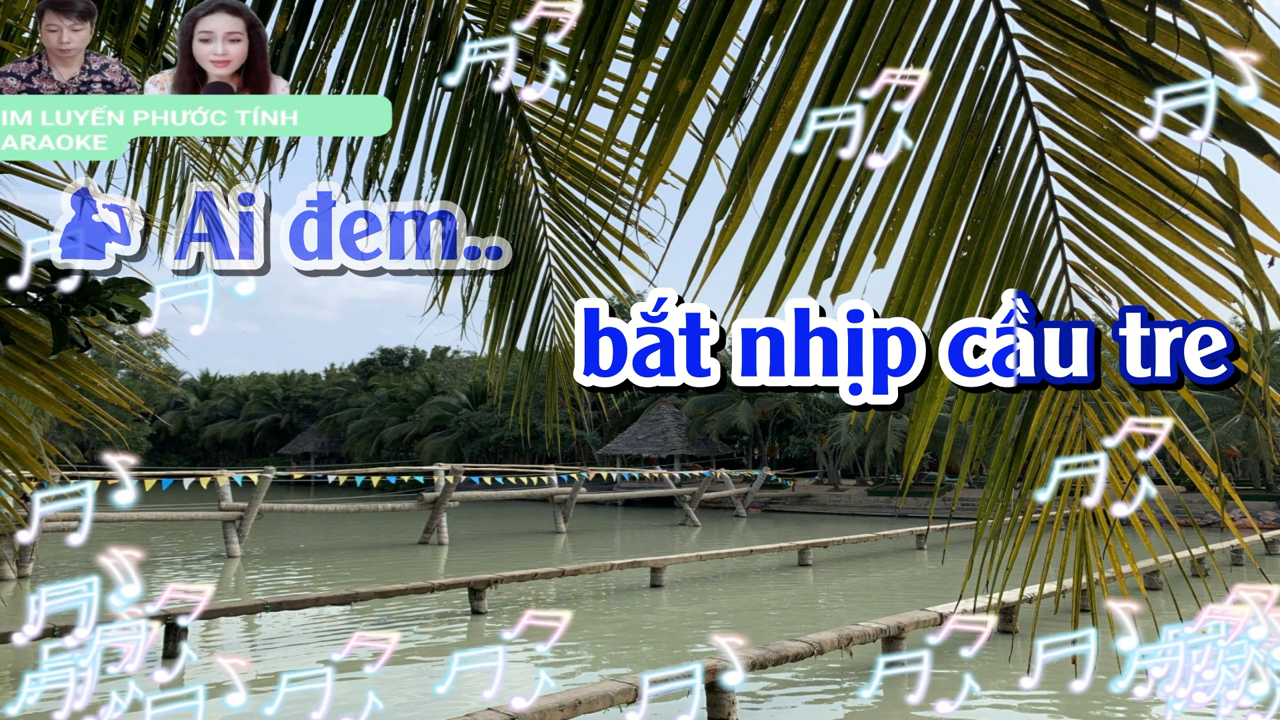 IM LUYẾN PHƯỚC TÍNH
ARAOKE
Ai đem..
bắt nhịp cầu tre